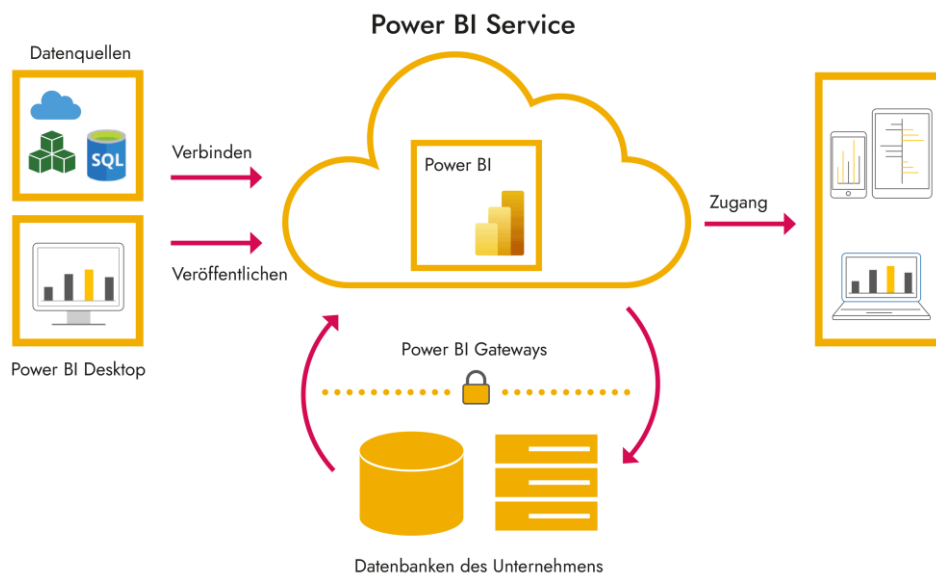 Power BI Service
Datenquellen
SQL
Verbinden
Veröffentlichen
Power BI Desktop
Power BI
Zugang
Power BI Gateways
Datenbanken des Unternehmens